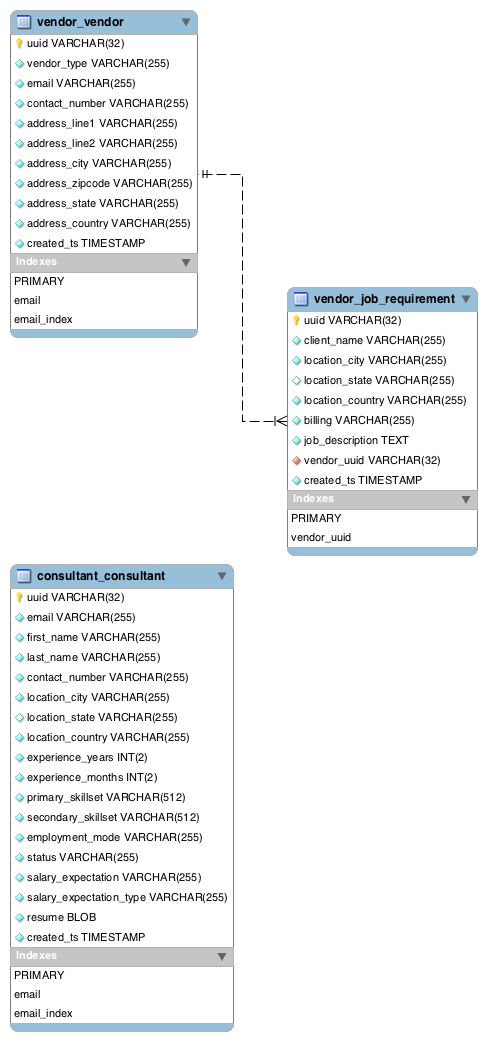 vendor_vendor
uuid VARCHAR(32)
vendor_type VARCHAR(255)
email VARCHAR(255)
contact_number VARCHAR(255)
address_line1 VARCHAR(255)
address_line2 VARCHAR(255)
address_city VARCHAR(255)
address_zipcode VARCHAR(255)
address_state VARCHAR(255)
address_country VARCHAR(255)
created_ts TIMESTAMP
Indexes
PRIMARY
email
email_index
vendor_job_requirement
uuid VARCHAR(32)
client_name VARCHAR(255)
location_city VARCHAR(255)
location_state VARCHAR(255)
location_country VARCHAR(255)
billing VARCHAR(255)
job_description TEXT
vendor_uuid VARCHAR(32)
created_ts TIMESTAMP
Indexes
PRIMARY
vendor_uuid
consultant_consultant
uuid VARCHAR(32)
email VARCHAR(255)
first_name VARCHAR(255)
last_name VARCHAR(255)
contact_number VARCHAR(255)
location_city VARCHAR(255)
location_state VARCHAR(255)
location_country VARCHAR(255)
experience_years INT(2)
experience_months INT(2)
primary_skillset VARCHAR(512)
secondary_skillset VARCHAR(512)
employment_mode VARCHAR(255)
status VARCHAR(255)
salary_expectation VARCHAR(255)
salary_expectation_type VARCHAR(255)
resume BLOB
created_ts TIMESTAMP
Indexes
PRIMARY
email
email_index